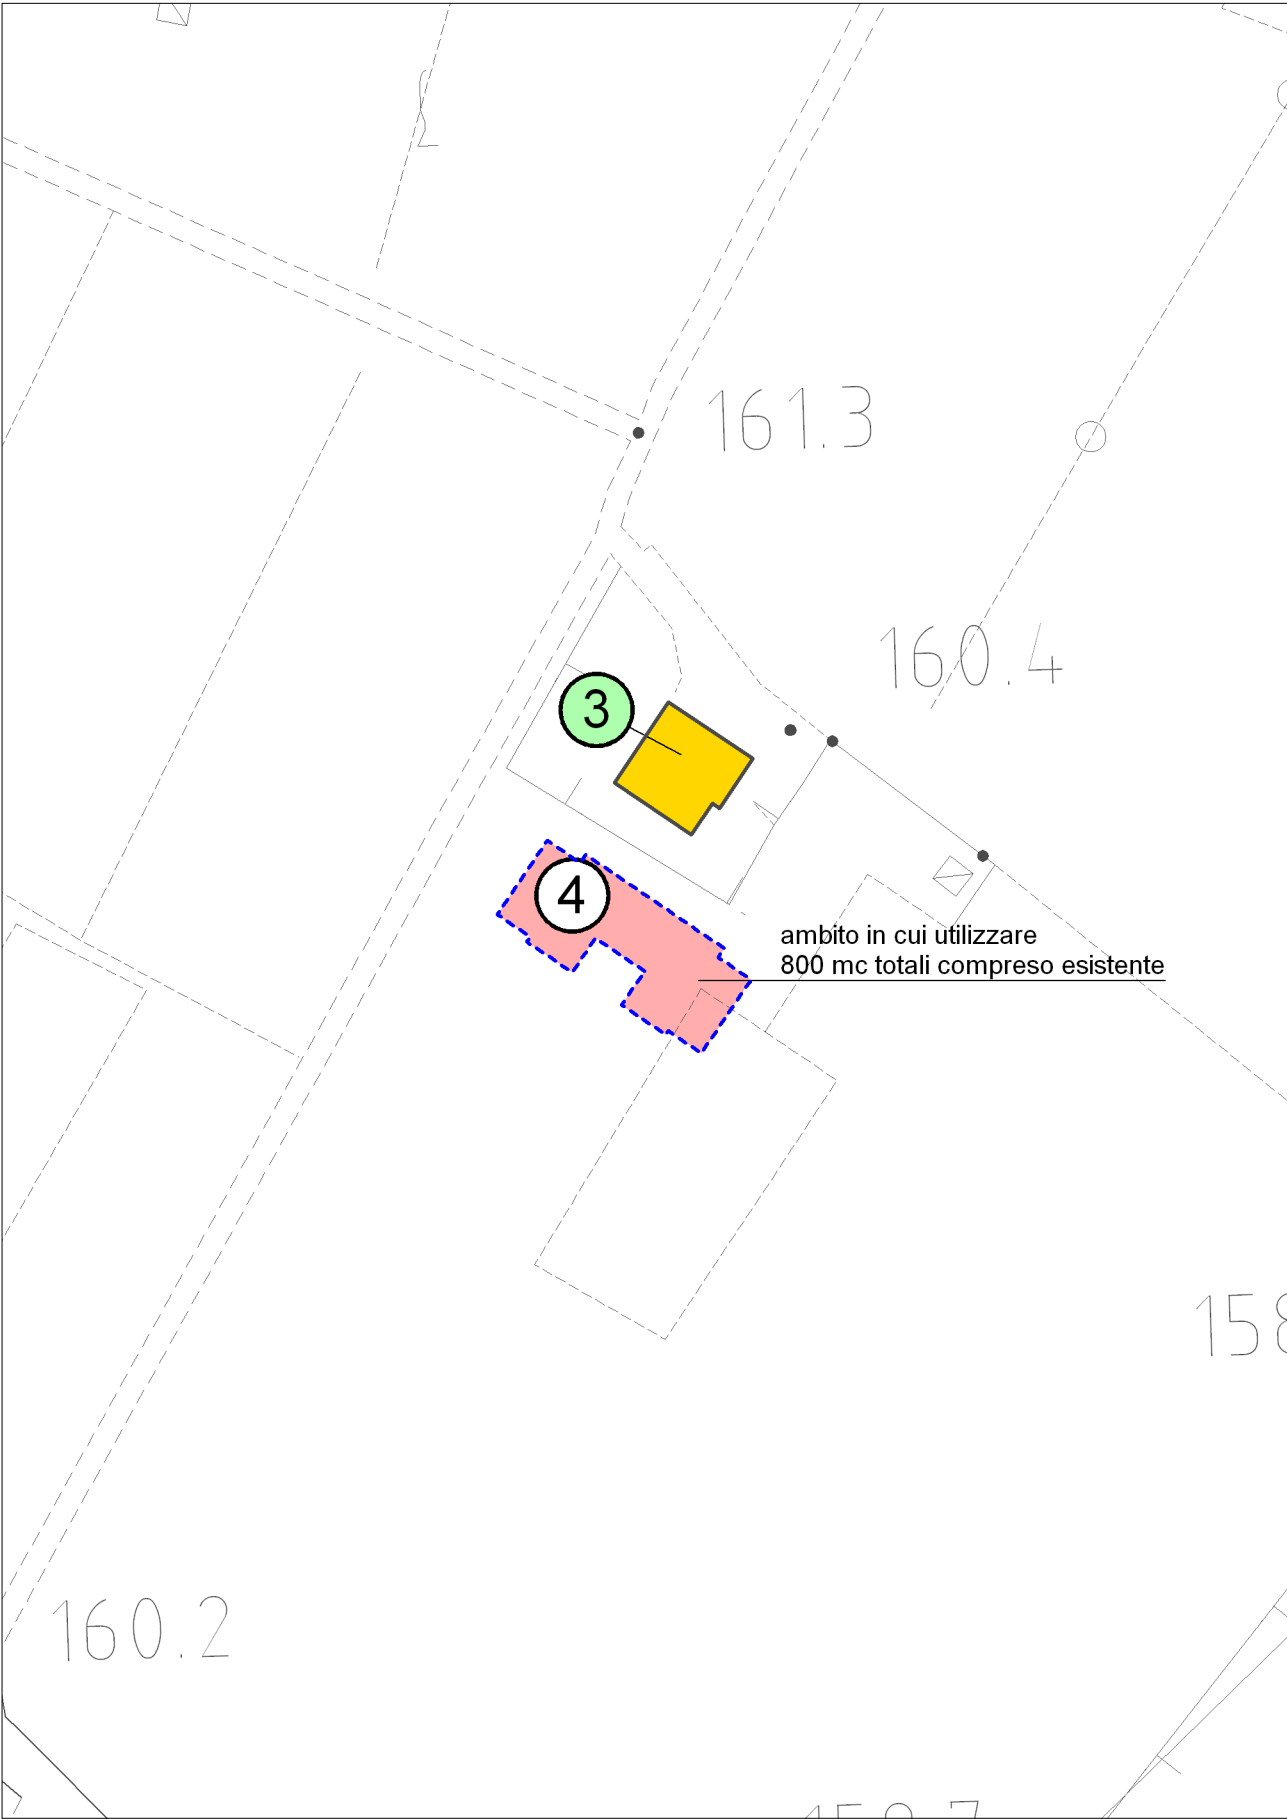 161.3
160.4
3
4
ambito in cui utilizzare
800 mc totali compreso esistente
160.2